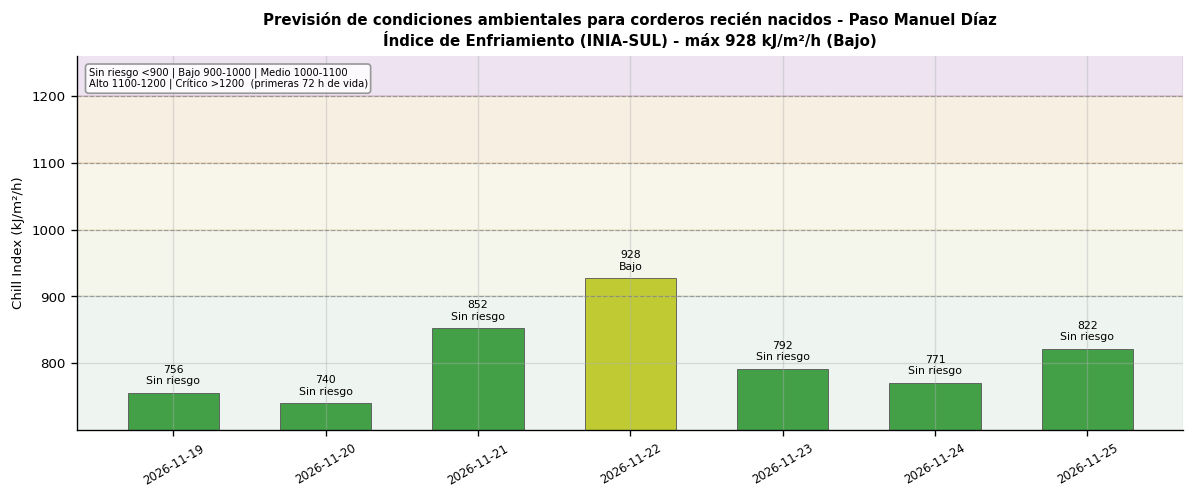 Previsión de condiciones ambientales para corderos recién nacidos - Paso Manuel Díaz
Índice de Enfriamiento (INIA-SUL) - máx 928 kJ/m²/h (Bajo)
Sin riesgo <900 | Bajo 900-1000 | Medio 1000-1100
Alto 1100-1200 | Crítico >1200  (primeras 72 h de vida)
Chill Index (kJ/m²/h)
1200
1100
1000
900
800
756
Sin riesgo
740
Sin riesgo
852
Sin riesgo
928
Bajo
792
Sin riesgo
771
Sin riesgo
822
Sin riesgo
2026-11-19
2026-11-20
2026-11-21
2026-11-22
2026-11-23
2026-11-24
2026-11-25